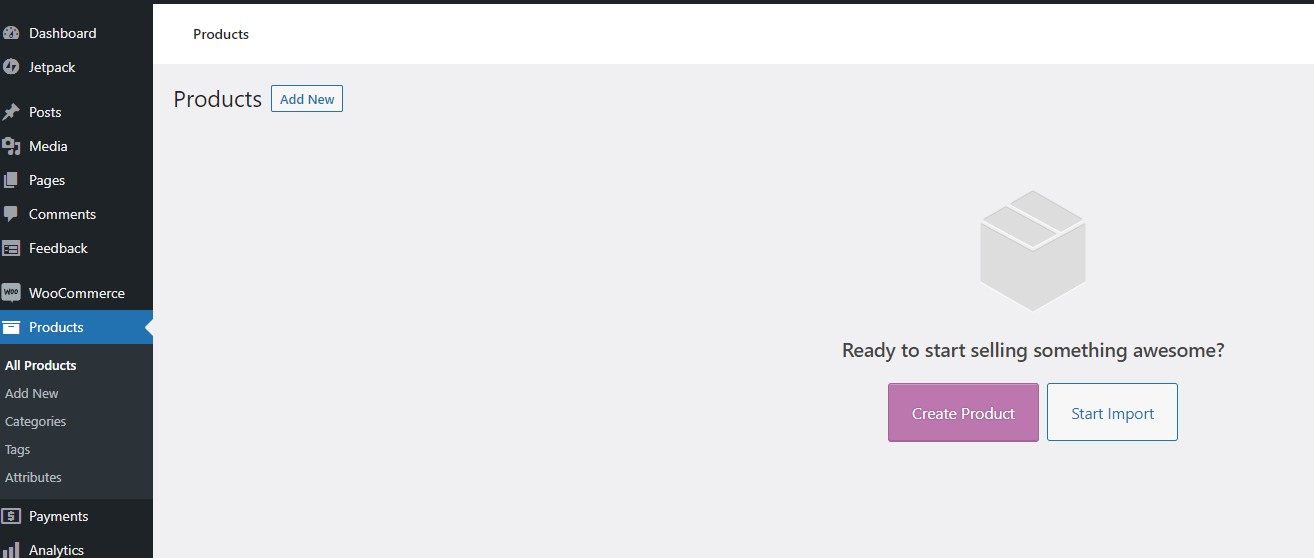 Dashboard
Jetpack
Posts
Media
Pages
Comments
Feedback
WOO WooCommerce
Products
All Products
Add New
Categories
Tags
Attributes
$ Payments
Analytics
Products
Products Add New
Ready to start selling something awesome?
Create Product Start Import